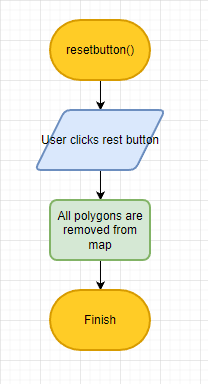 resetbutton()
User clicks rest button
All polygons are
removed from
map
Finish